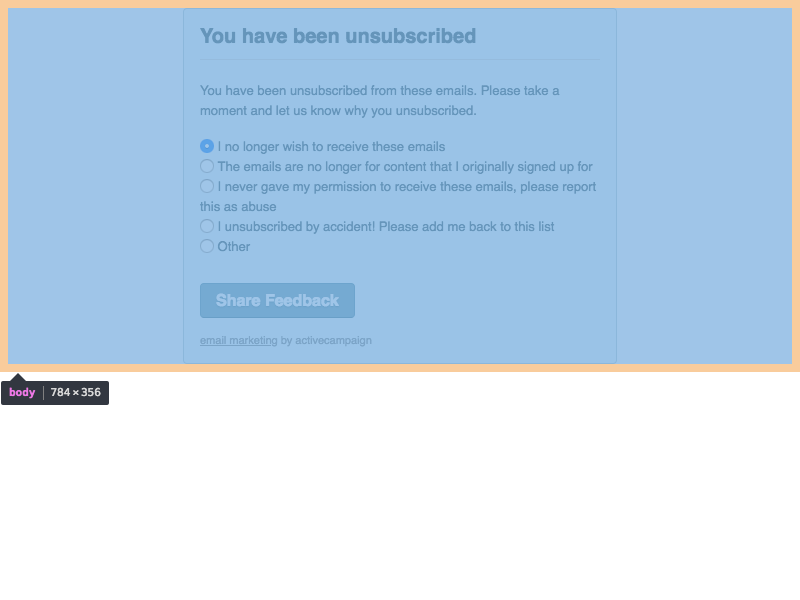 You have been unsubscribed
You have been unsubscribed from these emails. Please take a
moment and let us know why you unsubscribed.
I no longer wish to receive these emails
The emails are no longer for content that I originally signed up for
I never gave my permission to receive these emails, please report
this as abuse
I unsubscribed by accident! Please add me back to this list
Other
Share Feedback
email marketing by activecampaign
body 784 × 356